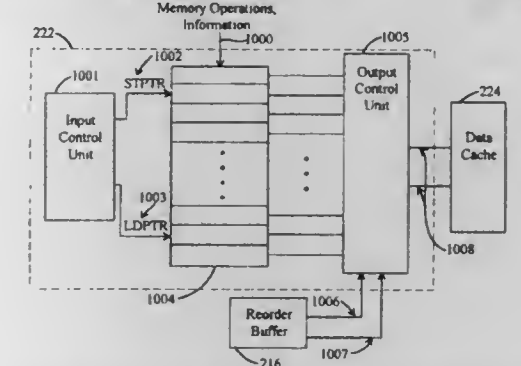 Memory Operations,
Information
222
1000
1005
1002
1001
STPTR
Output
Control
Unit
224
Input
Control
Unit
Data
Cache
1003
LDPTR
1008
1004
1006
Reorder
Buffer
1007
216